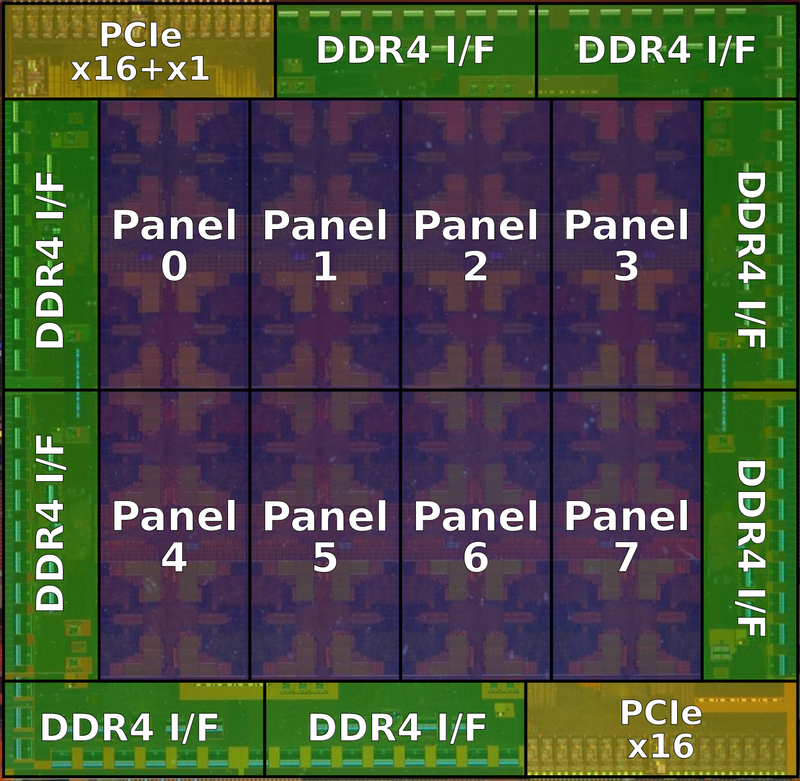 PCIe
x16+x1
DDR4 I/F
DDR4 I/F
DDR4 I/F
Panel
0
Panel
1
Panel
2
Panel
3
DDR4 I/F
DDR4 I/F
Panel
4
Panel
5
Panel
6
Panel
7
DDR4 I/F
DDR4 I/F
DDR4 I/F
PCIe
x16